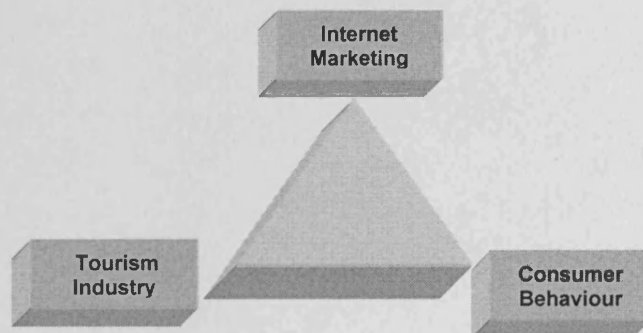 Internet
Marketing
Tourism
Industry
Consumer
Behaviour